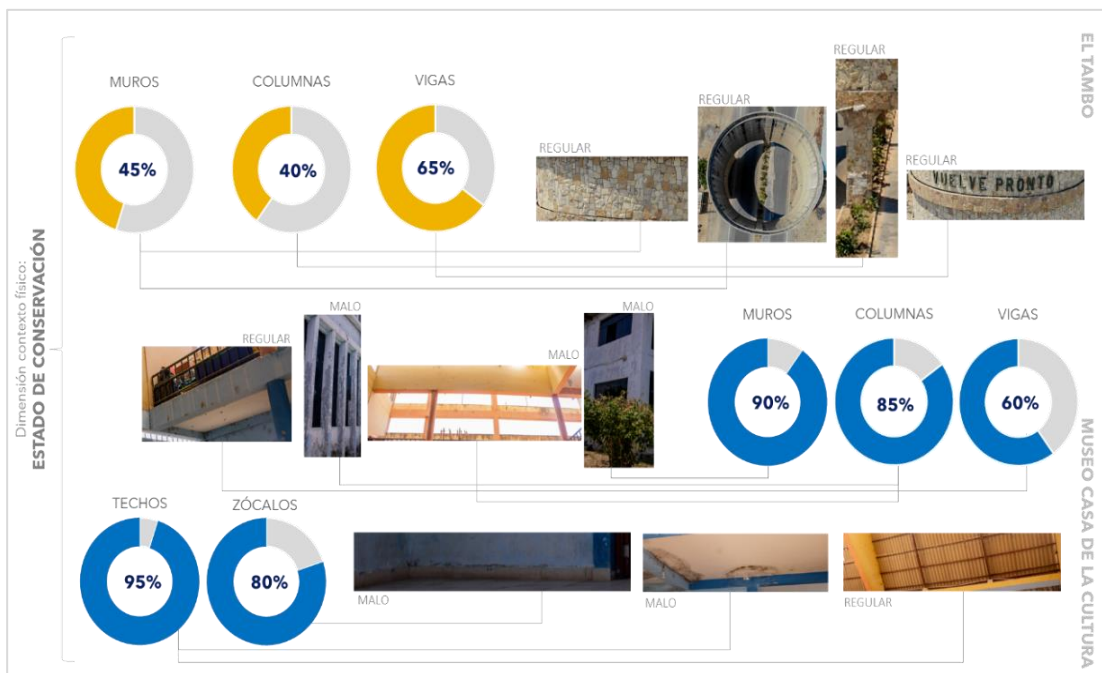 Dimensión contexto físico:
ESTADO DE CONSERVACIÓN
EL TAMBO
MUROS
COLUMNAS
VIGAS
45%
40%
65%
REGULAR
REGULAR
REGULAR
REGULAR
VUELVE PRONTO
MUSEO CASA DE LA CULTURA
REGULAR
MALO
MALO
MALO
MUROS
COLUMNAS
VIGAS
90%
85%
60%
TECHOS
ZÓCALOS
95%
80%
MALO
MALO
REGULAR